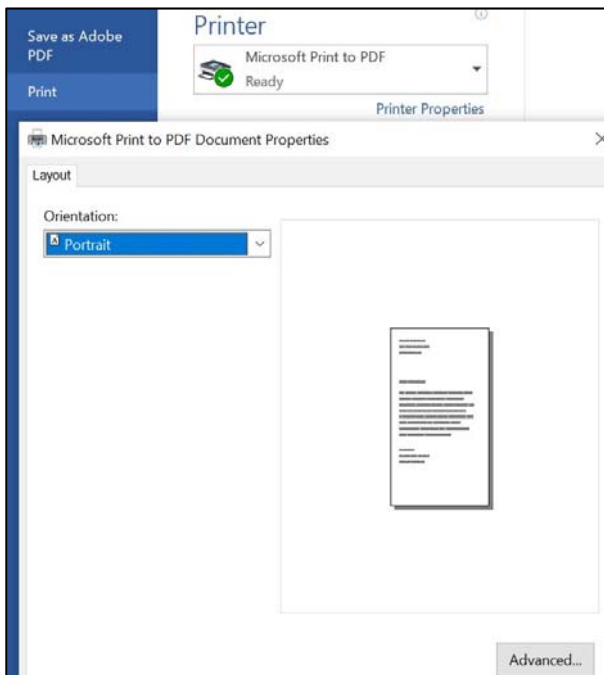 Save as Adobe
PDF
Print
Printer
Microsoft Print to PDF
Ready
Printer Properties
Microsoft Print to PDF Document Properties
Layout
Orientation:
Portrait
Advanced...